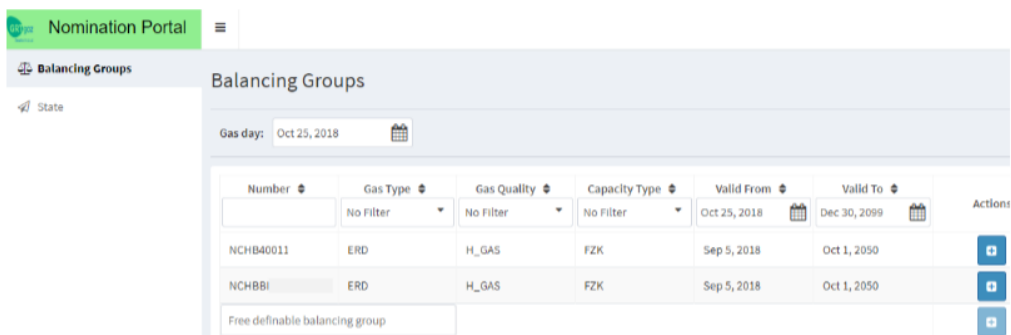 Nomination Portal
Balancing Groups
State
Balancing Groups
Gas day: Oct 25, 2018
Number Gas Type Gas Quality Capacity Type Valid From Valid To Actions
No Filter No Filter No Filter Oct 25, 2018 Dec 30, 2099
NCHB40011 ERD H_GAS FZK Sep 5, 2018 Oct 1, 2050
NCHBBI ERD H_GAS FZK Sep 5, 2018 Oct 1, 2050
Free definable balancing group